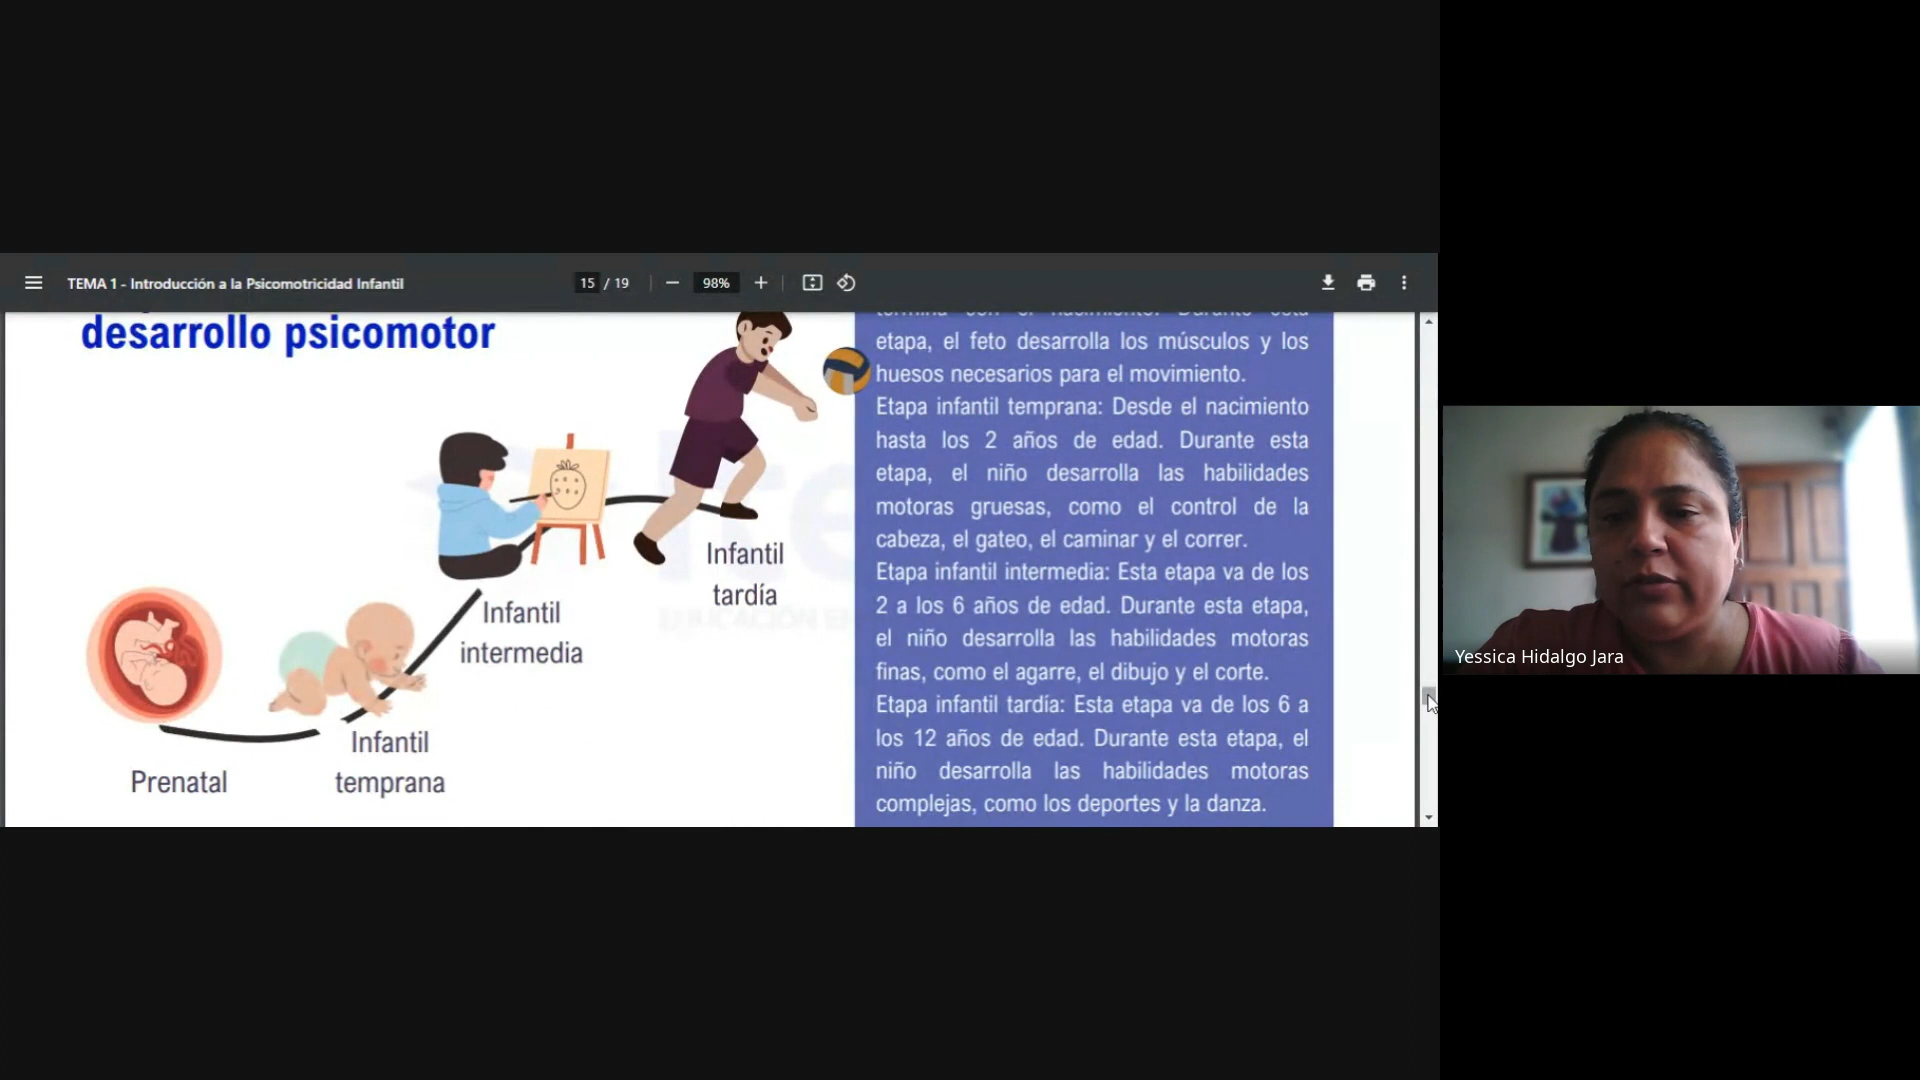 TEMA 1 - Introducción a la Psicomotricidad Infantil
15 / 19
98%
desarrollo psicomotor
Infantil
tardía
Infantil
intermedia
Infantil
temprana
Prenatal
termina con el nacimiento. Durante esta
etapa, el feto desarrolla los músculos y los
huesos necesarios para el movimiento.
Etapa infantil temprana: Desde el nacimiento
hasta los 2 años de edad. Durante esta
etapa, el niño desarrolla las habilidades
motoras gruesas, como el control de la
cabeza, el gateo, el caminar y el correr.
Etapa infantil intermedia: Esta etapa va de los
2 a los 6 años de edad. Durante esta etapa,
el niño desarrolla las habilidades motoras
finas, como el agarre, el dibujo y el corte.
Etapa infantil tardía: Esta etapa va de los 6 a
los 12 años de edad. Durante esta etapa, el
niño desarrolla las habilidades motoras
complejas, como los deportes y la danza.
Yessica Hidalgo Jara